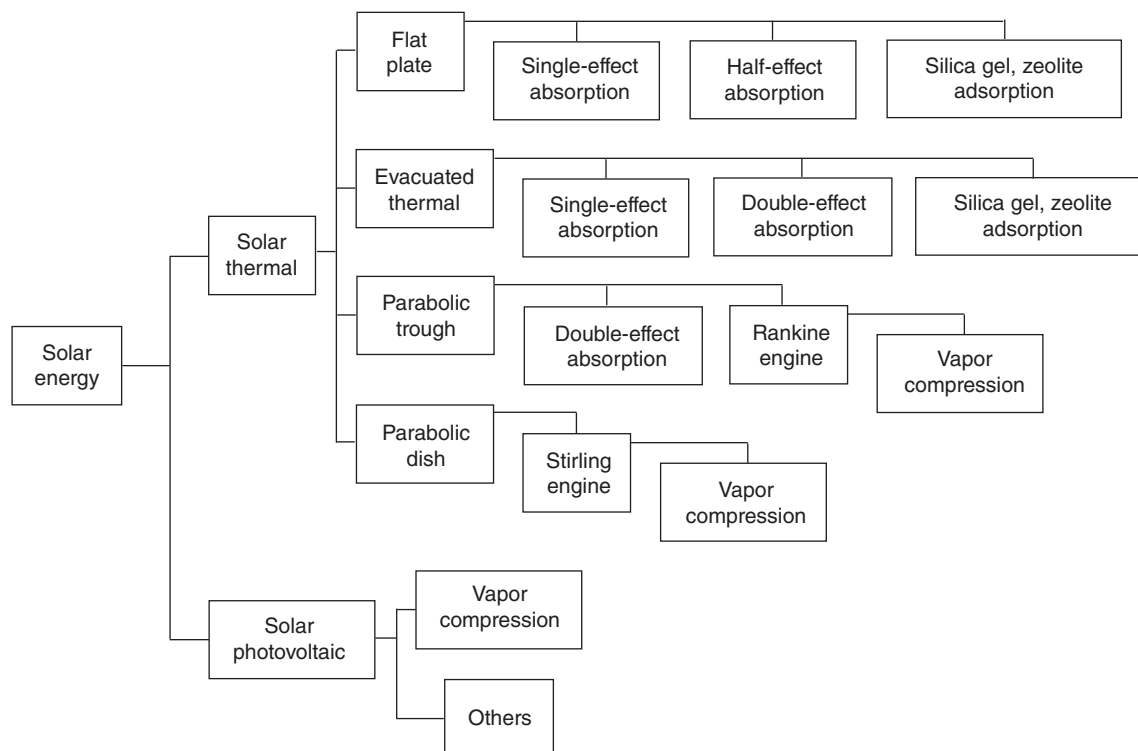 Flat
plate
Single-effect
absorption
Half-effect
absorption
Silica gel, zeolite
adsorption
Evacuated
thermal
Single-effect
absorption
Double-effect
absorption
Silica gel, zeolite
adsorption
Solar
thermal
Parabolic
trough
Double-effect
absorption
Rankine
engine
Vapor
compression
Solar
energy
Parabolic
dish
Stirling
engine
Vapor
compression
Solar
photovoltaic
Vapor
compression
Others